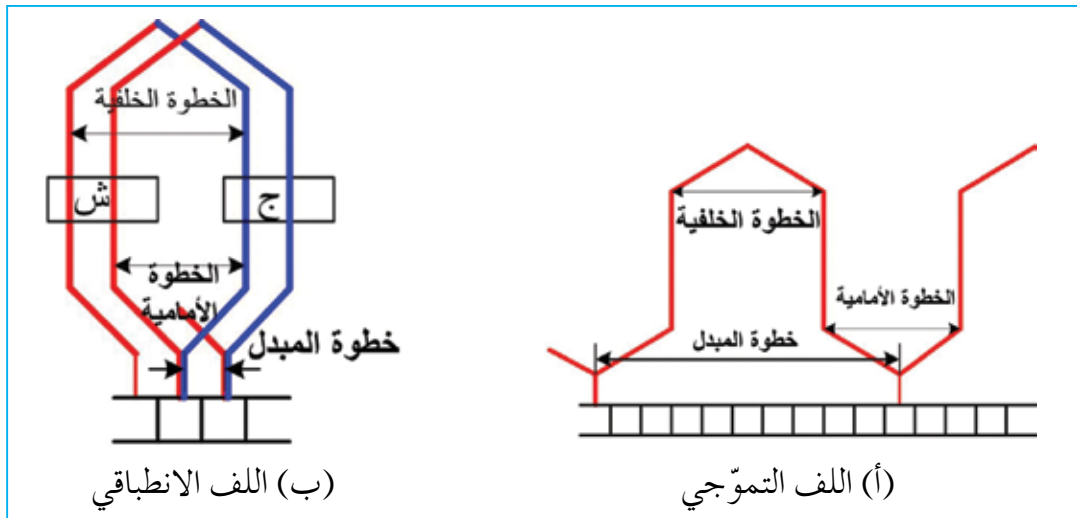 الخطوة الخلفية
ش
ج
الخطوة
الأمامية
خطوة المبدل
(ب) اللف الانطباقي
الخطوة الخلفية
الخطوة الأمامية
خطوة المبدل
(أ) اللف التموّجي